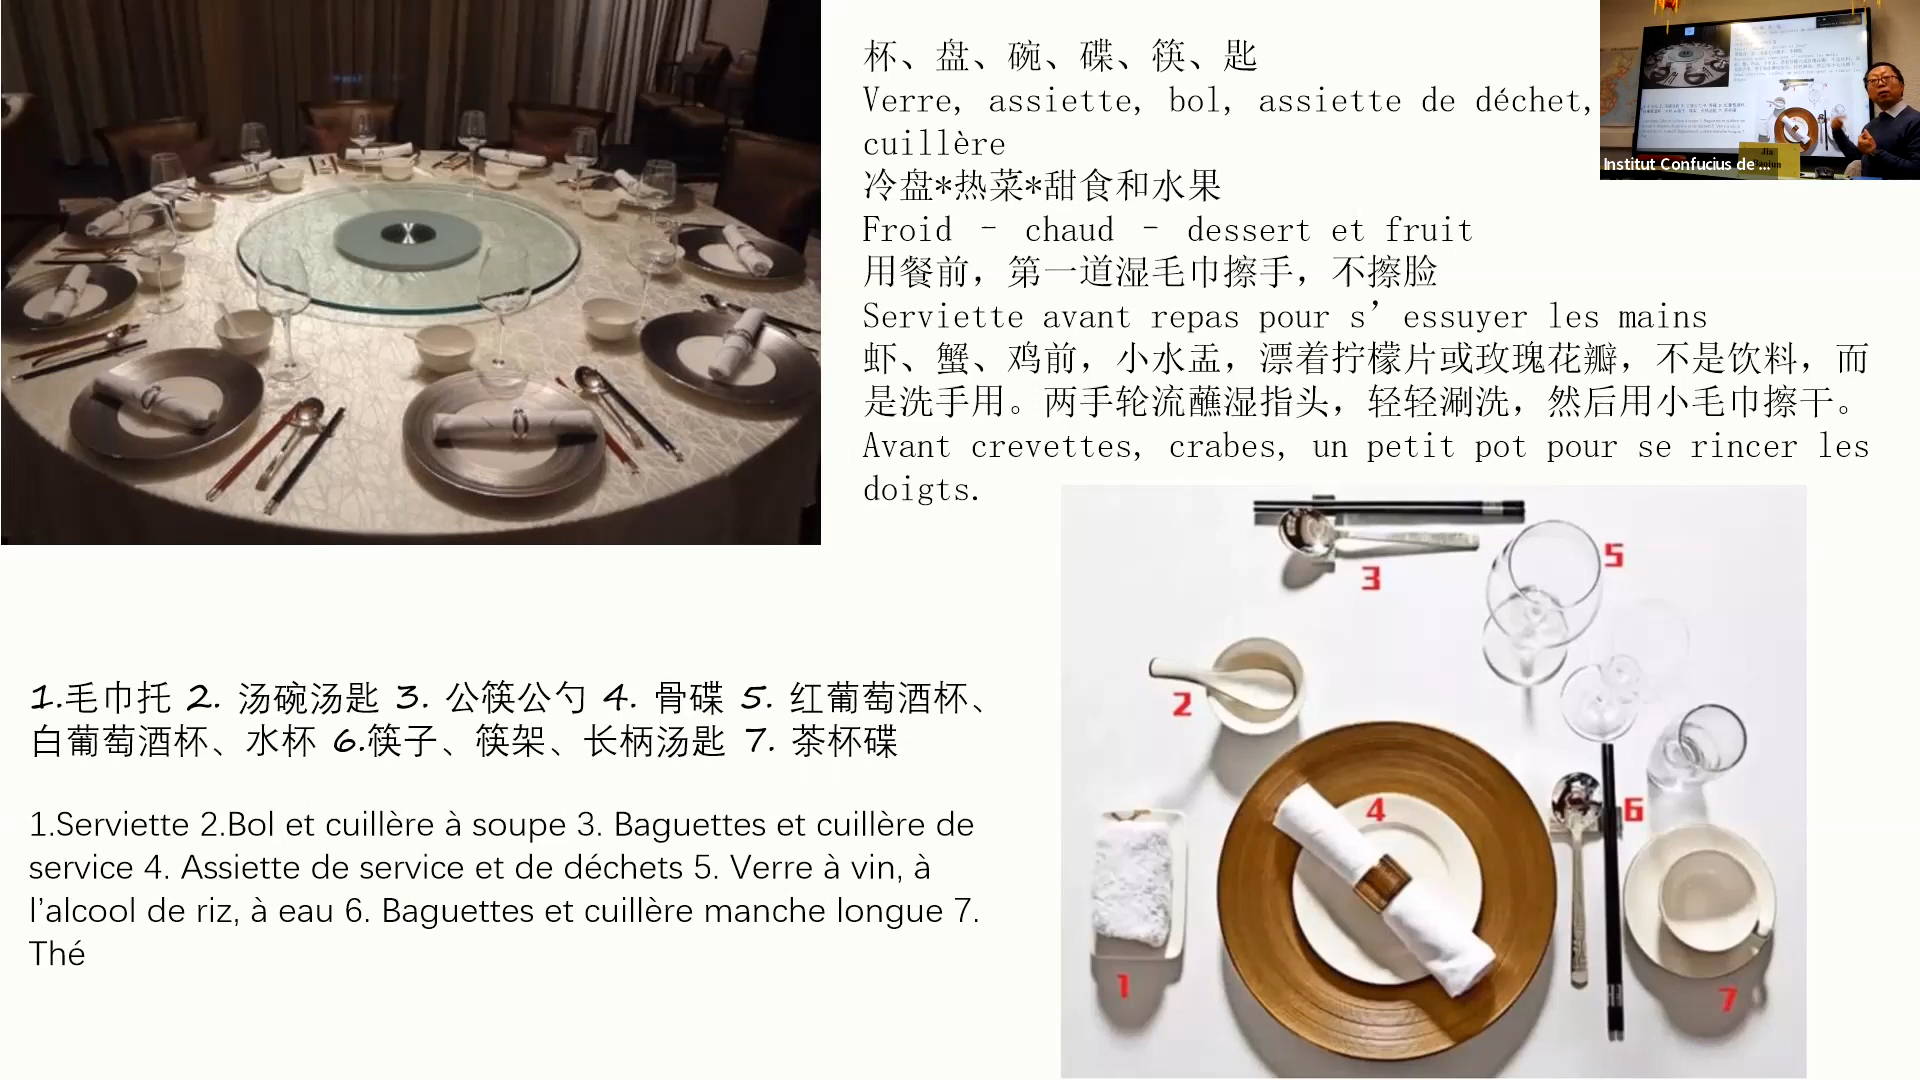 杯、盘、碗、碟、筷、匙
Verre, assiette, bol, assiette de déchet,
cuillère
冷盘*热菜*甜食和水果
Froid – chaud – dessert et fruit
用餐前，第一道湿毛巾擦手，不擦脸
Serviette avant repas pour s’essuyer les mains
虾、蟹、鸡前，小水盂，漂着拧檬片或玫瑰花瓣，不是饮料，而
是洗手用。两手轮流蘸湿指头，轻轻涮洗，然后用小毛巾擦干。
Avant crevettes, crabes, un petit pot pour se rincer les
doigts.
Institut Confucius de ...
Jia
1.毛巾托 2. 汤碗汤匙 3. 公筷公勺 4. 骨碟 5. 红葡萄酒杯、
白葡萄酒杯、水杯 6.筷子、筷架、长柄汤匙 7. 茶杯碟
1.Serviette 2.Bol et cuillère à soupe 3. Baguettes et cuillère de
service 4. Assiette de service et de déchets 5. Verre à vin, à
l’alcool de riz, à eau 6. Baguettes et cuillère manche longue 7.
Thé
5
3
2
4
6
1
7